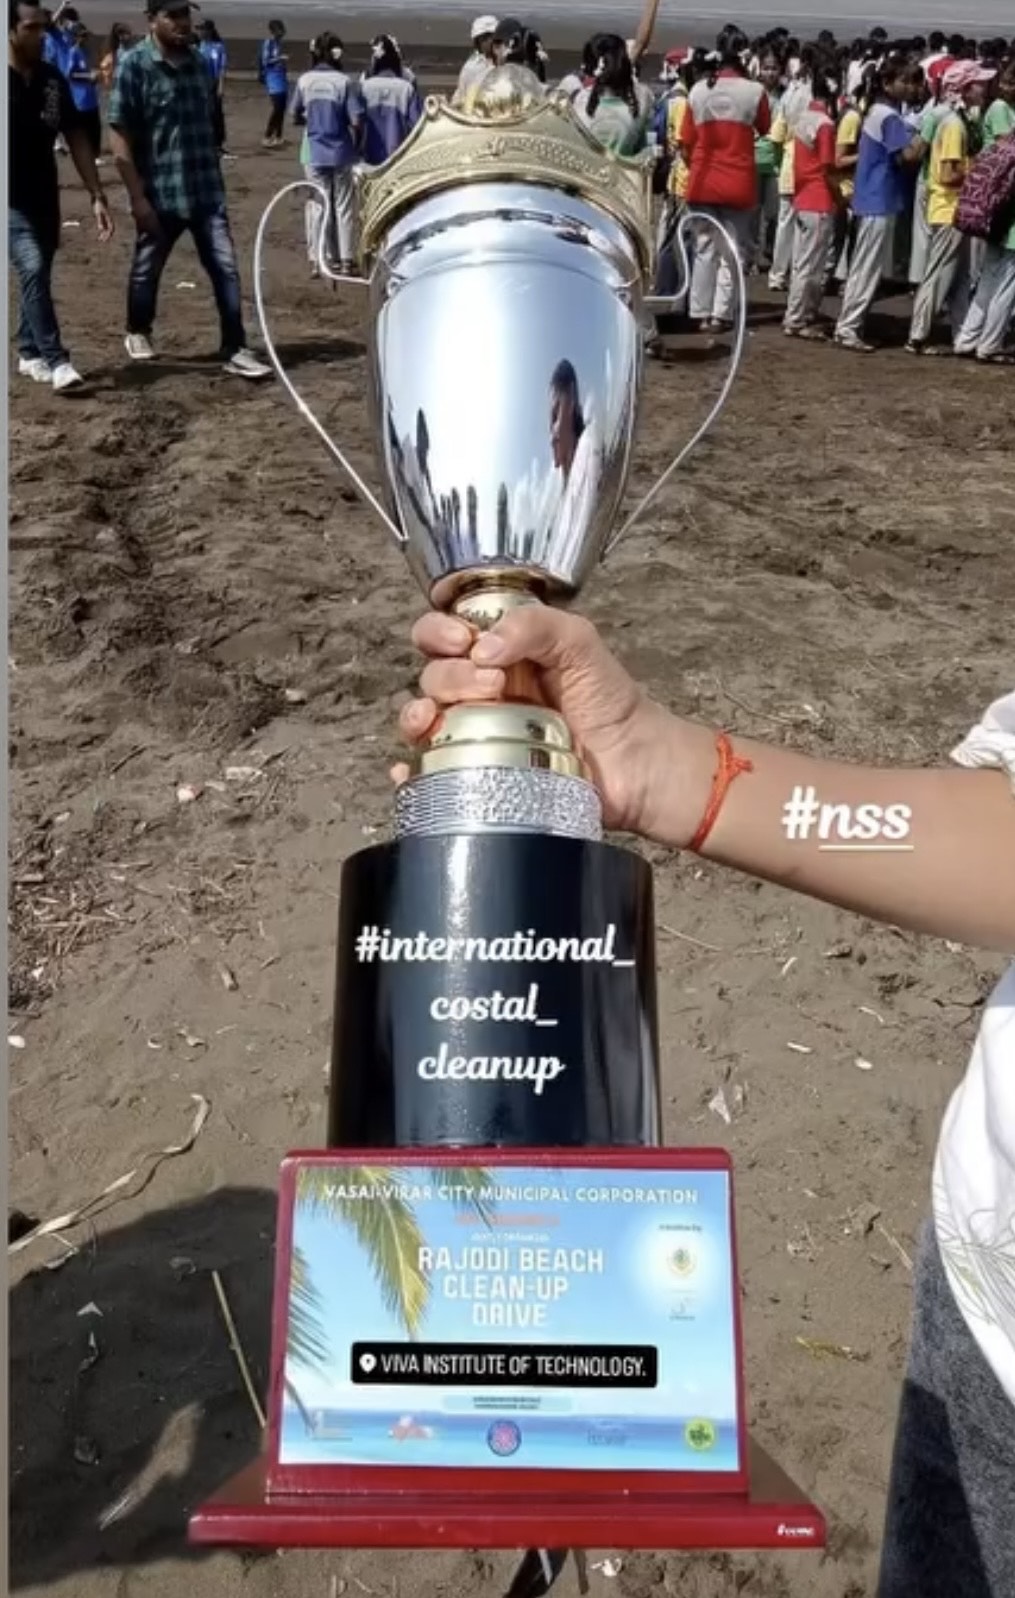 #nss
#international_
costal_
cleanup
VASAI-VIRAR CITY MUNICIPAL CORPORATION
RAJODI BEACH
CLEAN-UP
DRIVE
VIVA INSTITUTE OF TECHNOLOGY.